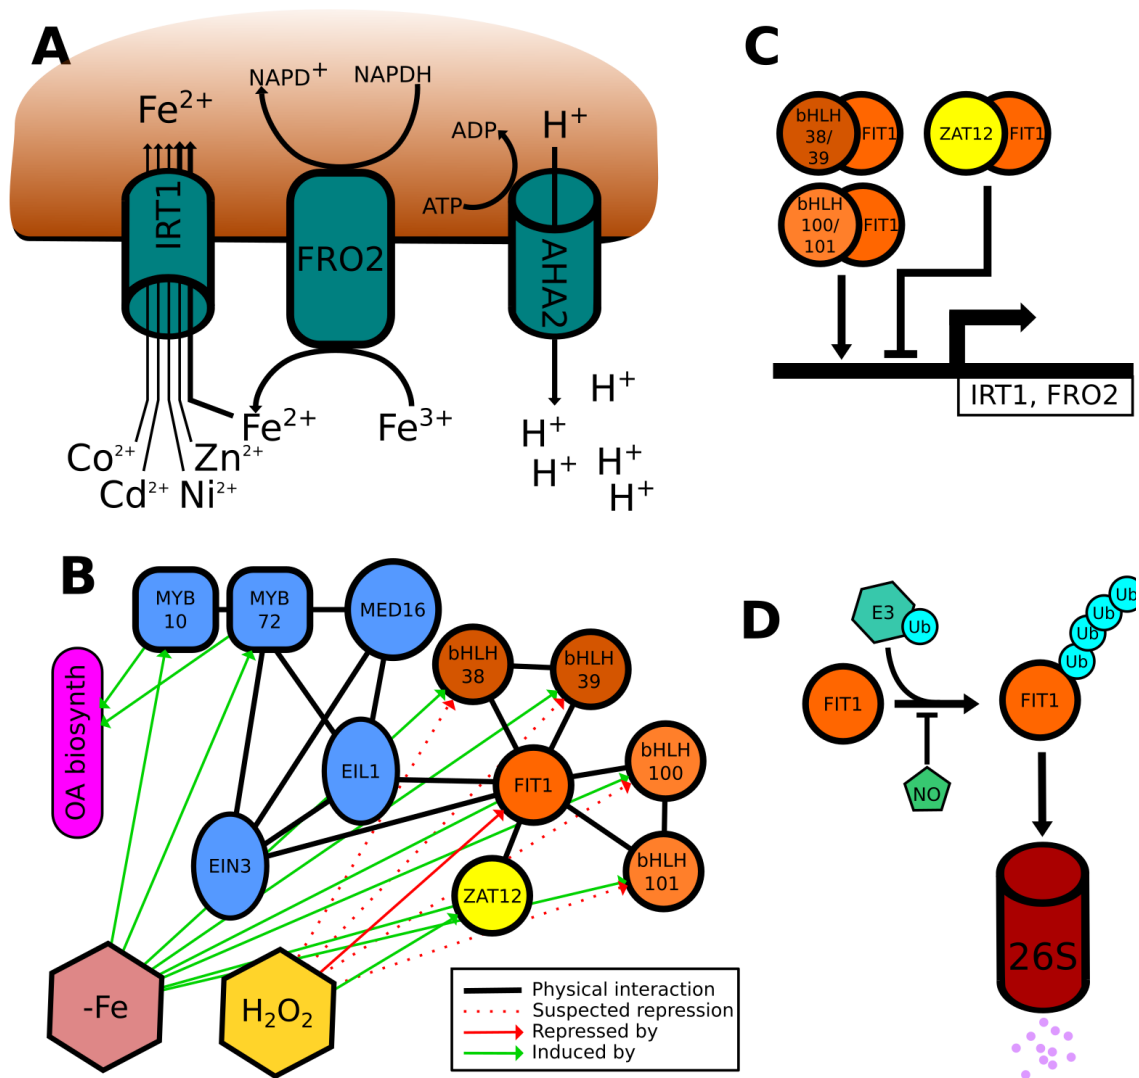 A
NAPD⁺
NAPDH
Fe²⁺
ADP
H⁺
ATP
IRT1
FRO2
AHA2
H⁺
Fe²⁺
Fe³⁺
H⁺
Co²⁺
Zn²⁺
H⁺
H⁺
Cd²⁺
Ni²⁺
H⁺
B
MYB
10
MYB
72
MED16
bHLH
38
bHLH
39
OA biosynth
EIL1
FIT1
bHLH
100
EIN3
ZAT12
bHLH
101
-Fe
H₂O₂
Physical interaction
Suspected repression
Repressed by
Induced by
C
bHLH
38/
39
FIT1
ZAT12
FIT1
bHLH
100/
101
FIT1
IRT1, FRO2
D
E3
Ub
Ub
Ub
Ub
Ub
FIT1
FIT1
NO
26S